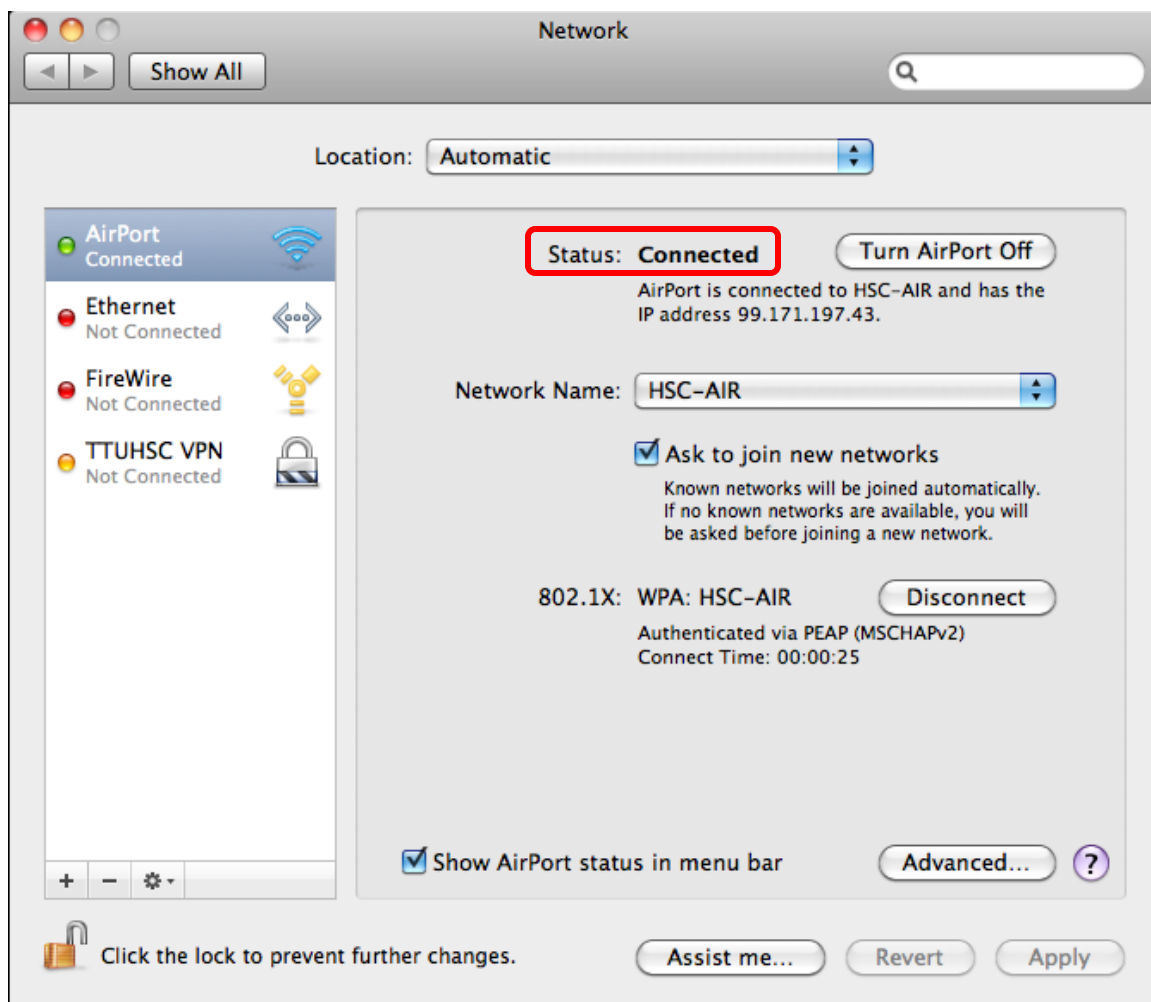 Network
Show All
Location: Automatic
AirPort
Connected
Ethernet
Not Connected
FireWire
Not Connected
TTUHSC VPN
Not Connected
Status: Connected
Turn AirPort Off
AirPort is connected to HSC-AIR and has the
IP address 99.171.197.43.
Network Name: HSC-AIR
Ask to join new networks
Known networks will be joined automatically.
If no known networks are available, you will
be asked before joining a new network.
802.1X: WPA: HSC-AIR
Disconnect
Authenticated via PEAP (MSCHAPv2)
Connect Time: 00:00:25
Show AirPort status in menu bar
Advanced...
?
Click the lock to prevent further changes.
Assist me...
Revert
Apply